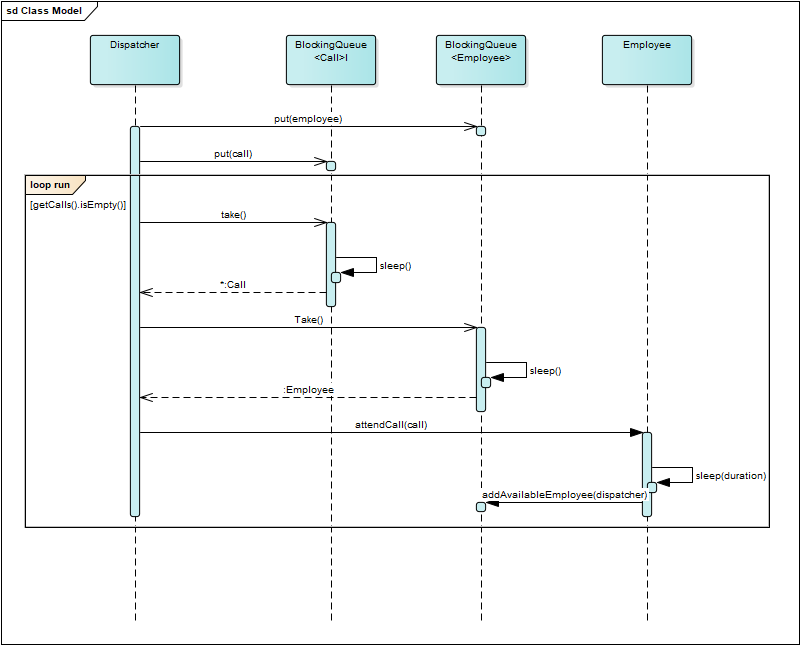 sd Class Model
Dispatcher
BlockingQueue
<Call>l
BlockingQueue
<Employee>
Employee
put(employee)
put(call)
loop run
[getCalls().isEmpty()]
take()
sleep()
*:Call
Take()
sleep()
:Employee
attendCall(call)
sleep(duration)
addAvailableEmployee(dispatcher)